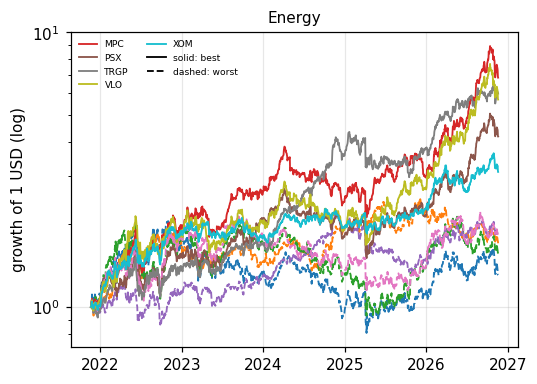 Energy
growth of 1 USD (log)
10¹
10⁰
MPC
PSX
TRGP
VLO
XOM
solid: best
dashed: worst
2022 2023 2024 2025 2026 2027